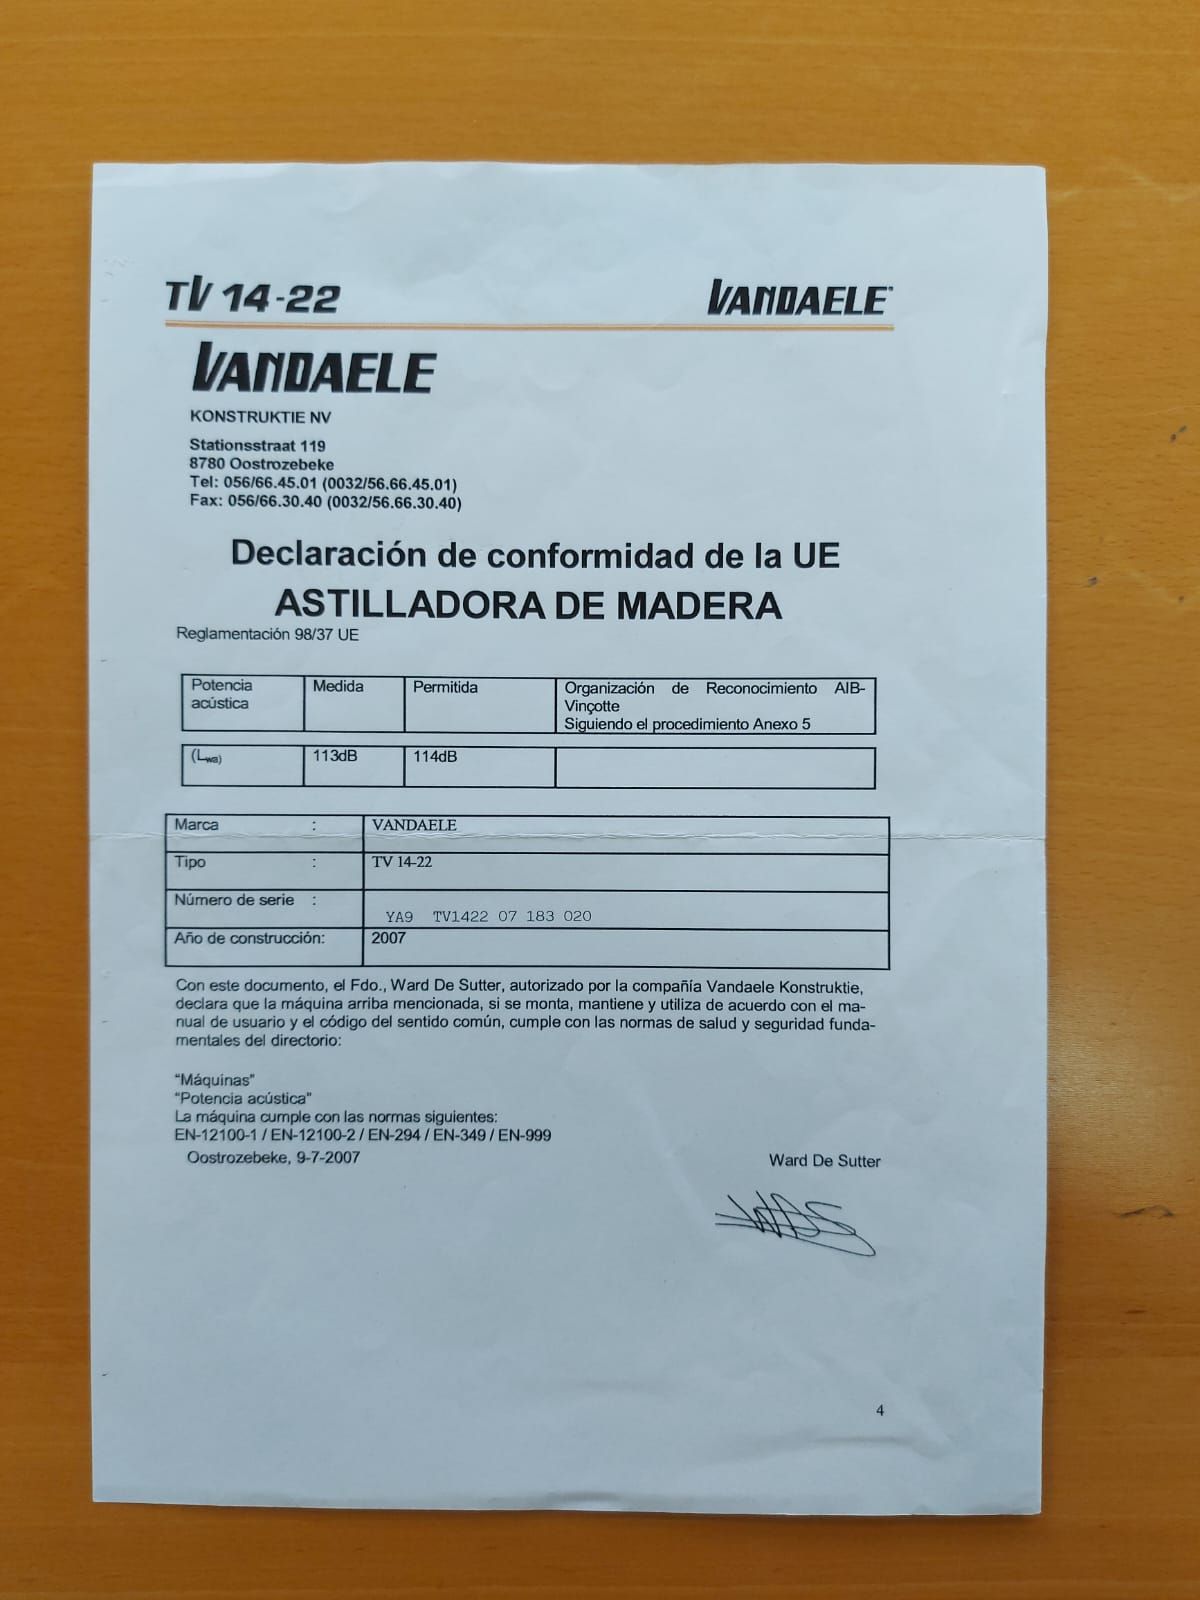 TV 14-22 VANDAELE
VANDAELE
KONSTRUKTIE NV
Stationsstraat 119
8780 Oostrozebeke
Tel: 056/66.45.01 (0032/56.66.45.01)
Fax: 056/66.30.40 (0032/56.66.30.40)
Declaración de conformidad de la UE
ASTILLADORA DE MADERA
Reglamentación 98/37 UE
Potencia acústica Medida Permitida Organización de Reconocimiento AIB-
Vinçotte
Siguiendo el procedimiento Anexo 5
(Lwa) 113dB 114dB
Marca : VANDAELE
Tipo : TV 14-22
Número de serie : YA9 TV1422 07 183 020
Año de construcción: 2007
Con este documento, el Fdo., Ward De Sutter, autorizado por la compañía Vandaele Konstruktie,
declara que la máquina arriba mencionada, si se monta, mantiene y utiliza de acuerdo con el ma-
nual de usuario y el código del sentido común, cumple con las normas de salud y seguridad funda-
mentales del directorio:
“Máquinas”
“Potencia acústica”
La máquina cumple con las normas siguientes:
EN-12100-1 / EN-12100-2 / EN-294 / EN-349 / EN-999
Oostrozebeke, 9-7-2007 Ward De Sutter
4